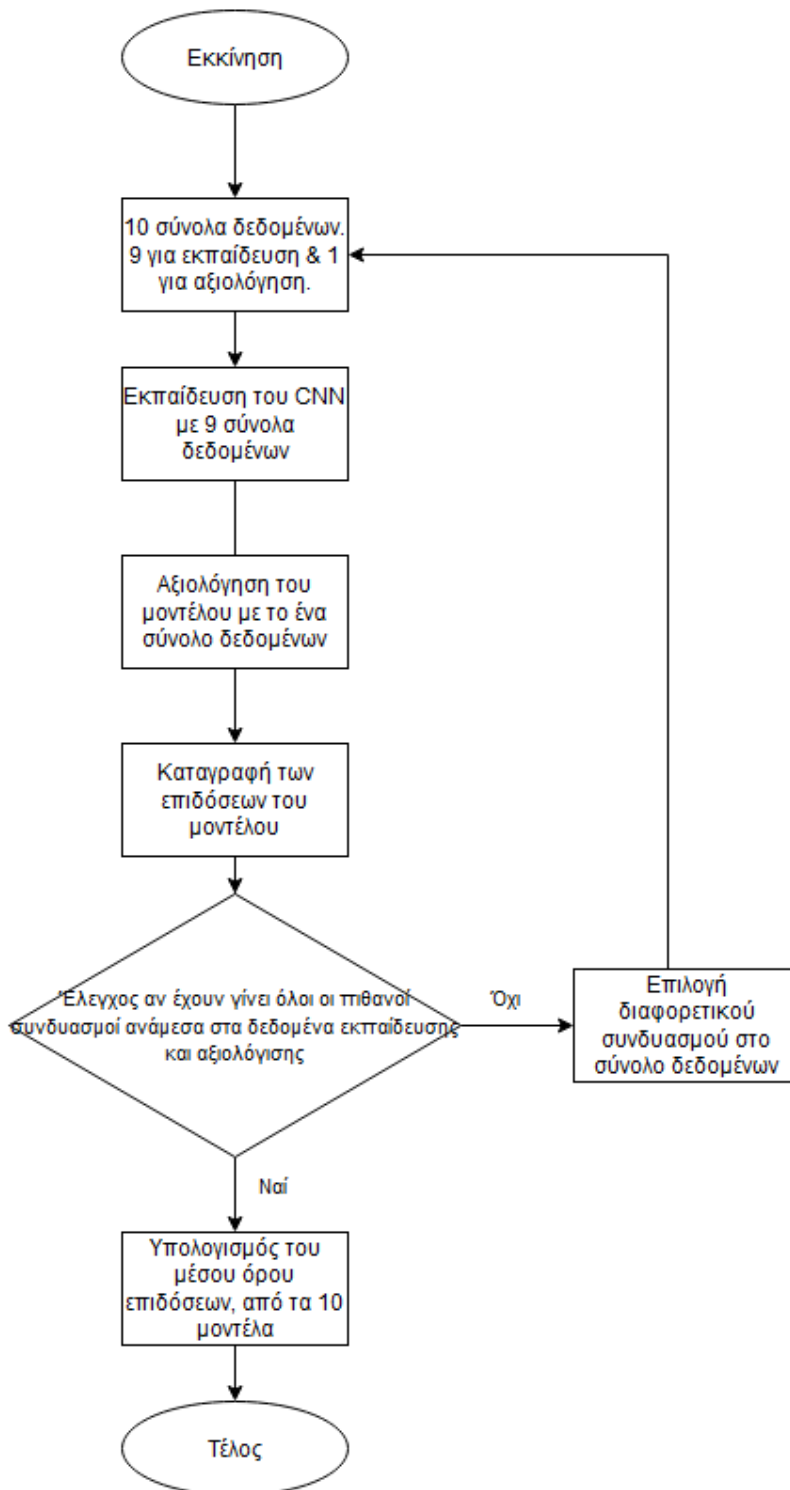 Εκκίνηση
10 σύνολα δεδομένων.
9 για εκπαίδευση & 1
για αξιολόγηση.
Εκπαίδευση του CNN
με 9 σύνολα
δεδομένων
Αξιολόγηση του
μοντέλου με το ένα
σύνολο δεδομένων
Καταγραφή των
επιδόσεων του
μοντέλου
Έλεγχος αν έχουν γίνει όλοι οι πιθανοί
συνδυασμοί ανάμεσα στα δεδομένα εκπαίδευσης
και αξιολόγισης
Όχι
Επιλογή
διαφορετικού
συνδυασμού στο
σύνολο δεδομένων
Ναί
Υπολογισμός του
μέσου όρου
επιδόσεων, από τα 10
μοντέλα
Τέλος